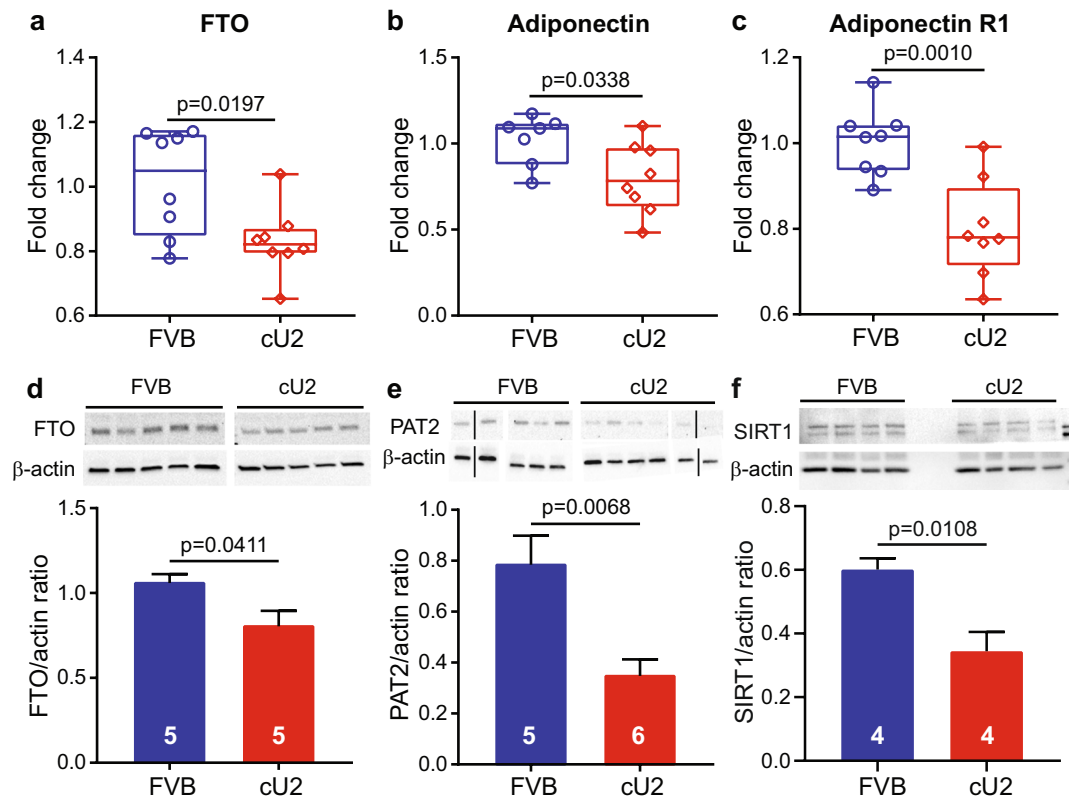 a FTO
Fold change
1.4
1.2
1.0
0.8
0.6
p=0.0197
FVB cU2
b Adiponectin
Fold change
1.5
1.0
0.5
0.0
p=0.0338
FVB cU2
c Adiponectin R1
Fold change
1.2
1.0
0.8
0.6
p=0.0010
FVB cU2
d FVB cU2
FTO
β-actin
FTO/actin ratio
1.5
1.0
0.5
0.0
p=0.0411
5 5
FVB cU2
e FVB cU2
PAT2
β-actin
PAT2/actin ratio
1.0
0.8
0.6
0.4
0.2
0.0
p=0.0068
5 6
FVB cU2
f FVB cU2
SIRT1
β-actin
SIRT1/actin ratio
0.8
0.6
0.4
0.2
0.0
p=0.0108
4 4
FVB cU2